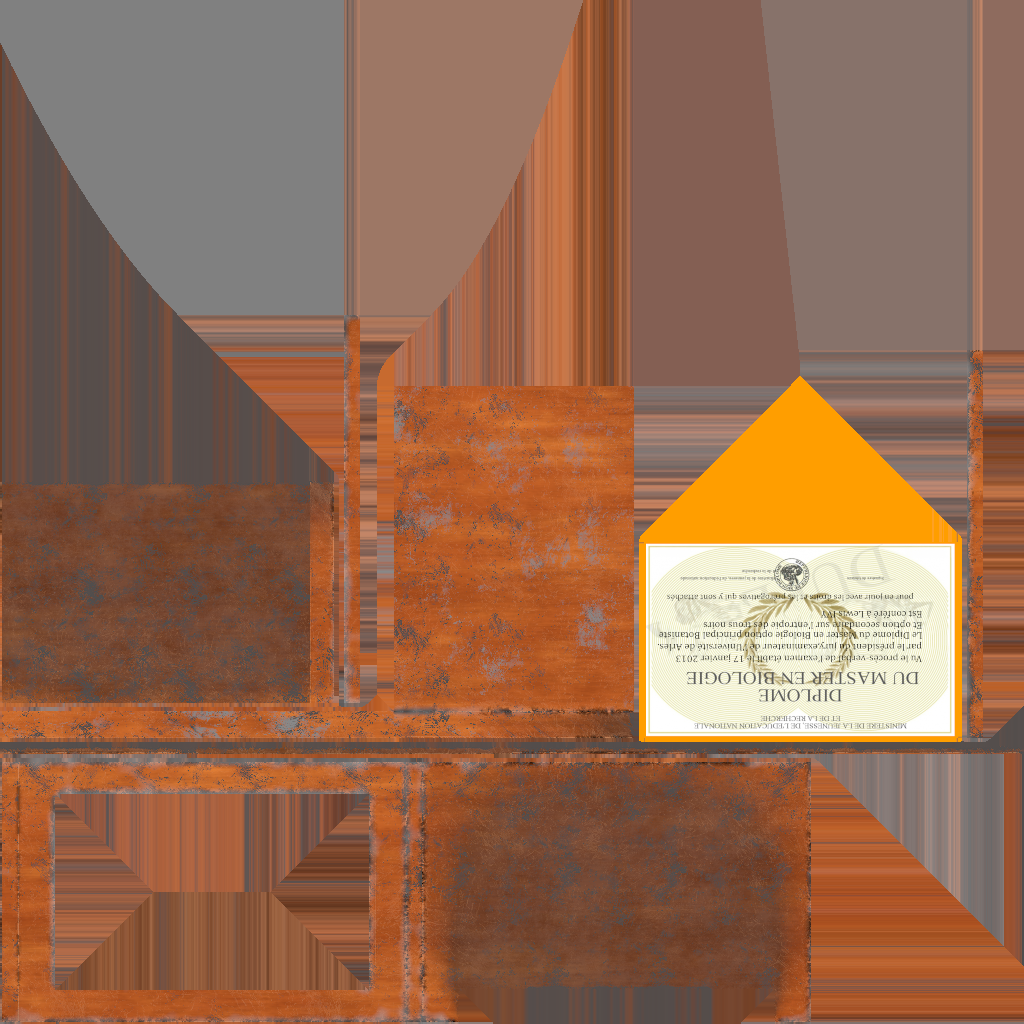 MINISTERE DE LA JEUNESSE, DE L'EDUCATION NATIONALE
ET DE LA RECHERCHE
DIPLOME
DU MASTER EN BIOLOGIE
Vu le procès-verbal de l'examen établit le 17 janvier 2013
par le président du jury,examinateur de l'Université de Arles.
Le Diplome du Master en Biologie option principal Botaniste
Et option secondaire sur l'entropie des trous noirs
Est conféré à Lewis IVy
pour en jouir avec les droits et les prérogatives qui y sont attachés